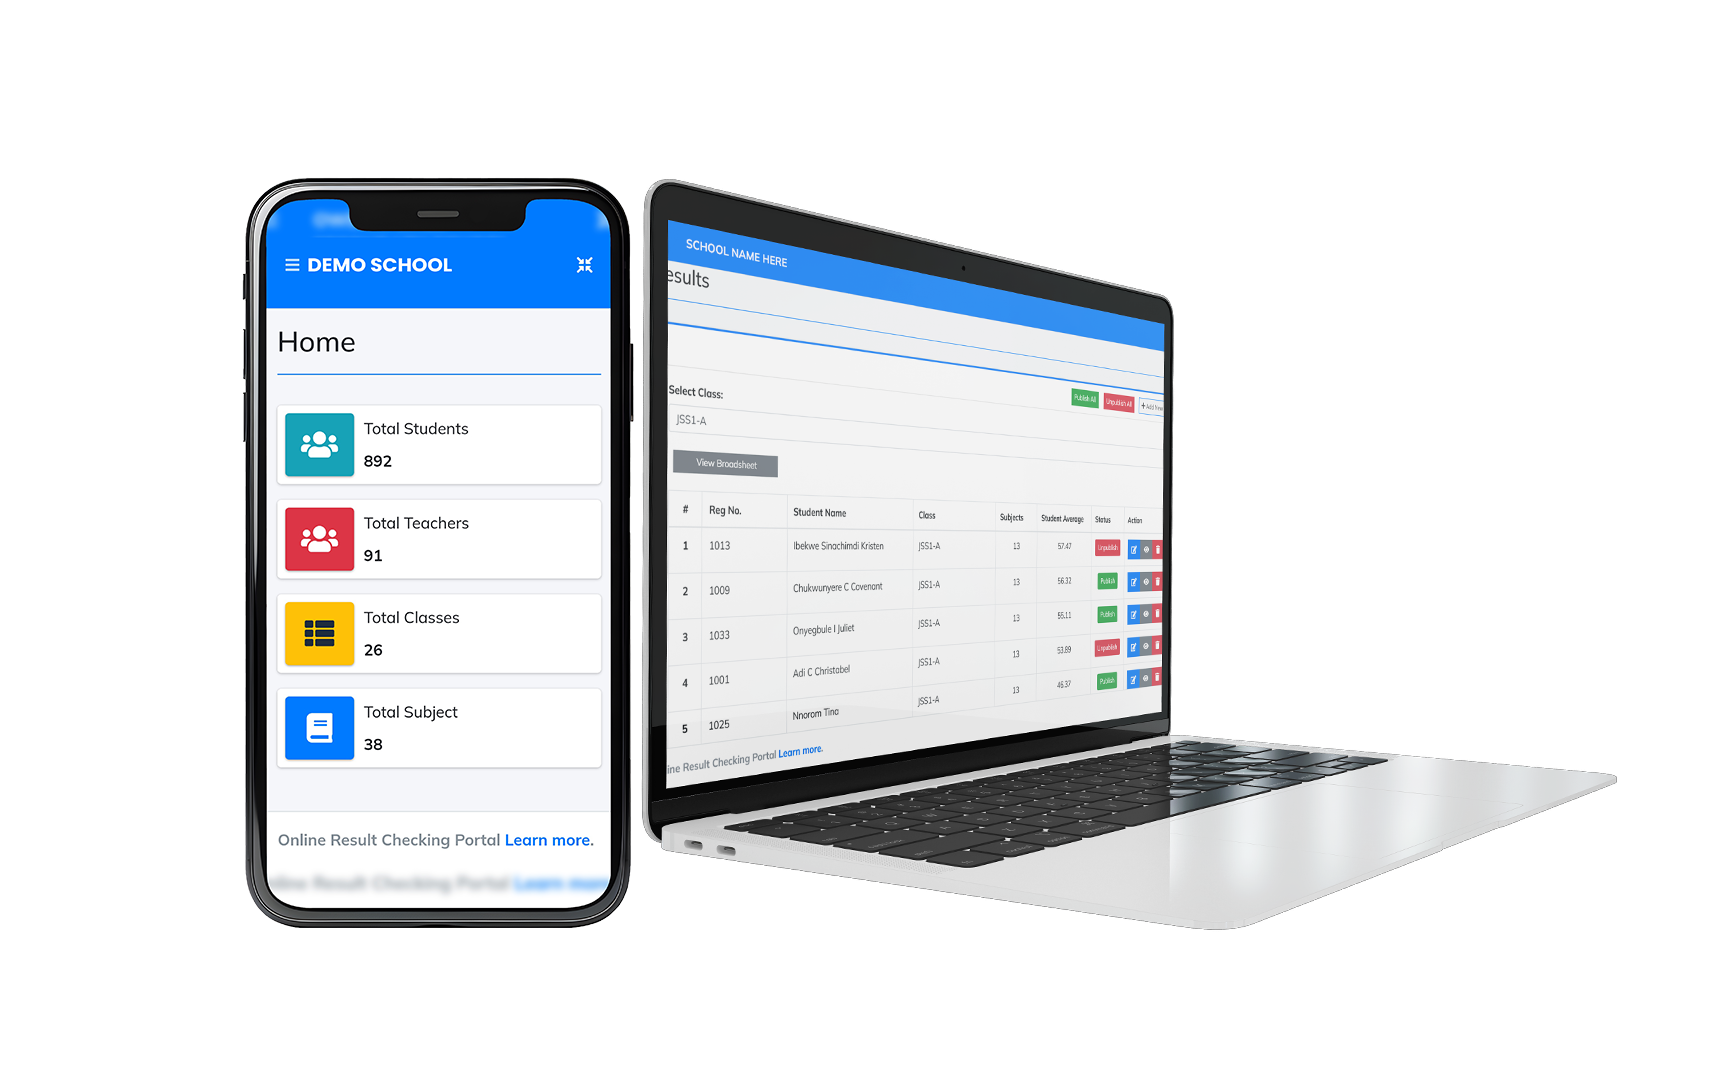 DEMO SCHOOL
Home
Total Students
892
Total Teachers
91
Total Classes
26
Total Subject
38
Online Result Checking Portal Learn more.
SCHOOL NAME HERE
esults
Select Class:
Publish All Unpublish All + Add New
JSS1-A
View Broadsheet
# Reg No. Student Name Class Subjects Student Average Status Action
1 1013 Ibekwe Sinachimdi Kristen JSS1-A 13 57.47 Unpublish
2 1009 Chukwunyere C Covenant JSS1-A 13 56.32 Publish
3 1033 Onyegbule I Juliet JSS1-A 13 55.11 Publish
4 1001 Adi C Christabel JSS1-A 13 53.89 Unpublish
5 1025 Nnorom Tina JSS1-A 13 46.37 Publish
line Result Checking Portal Learn more.